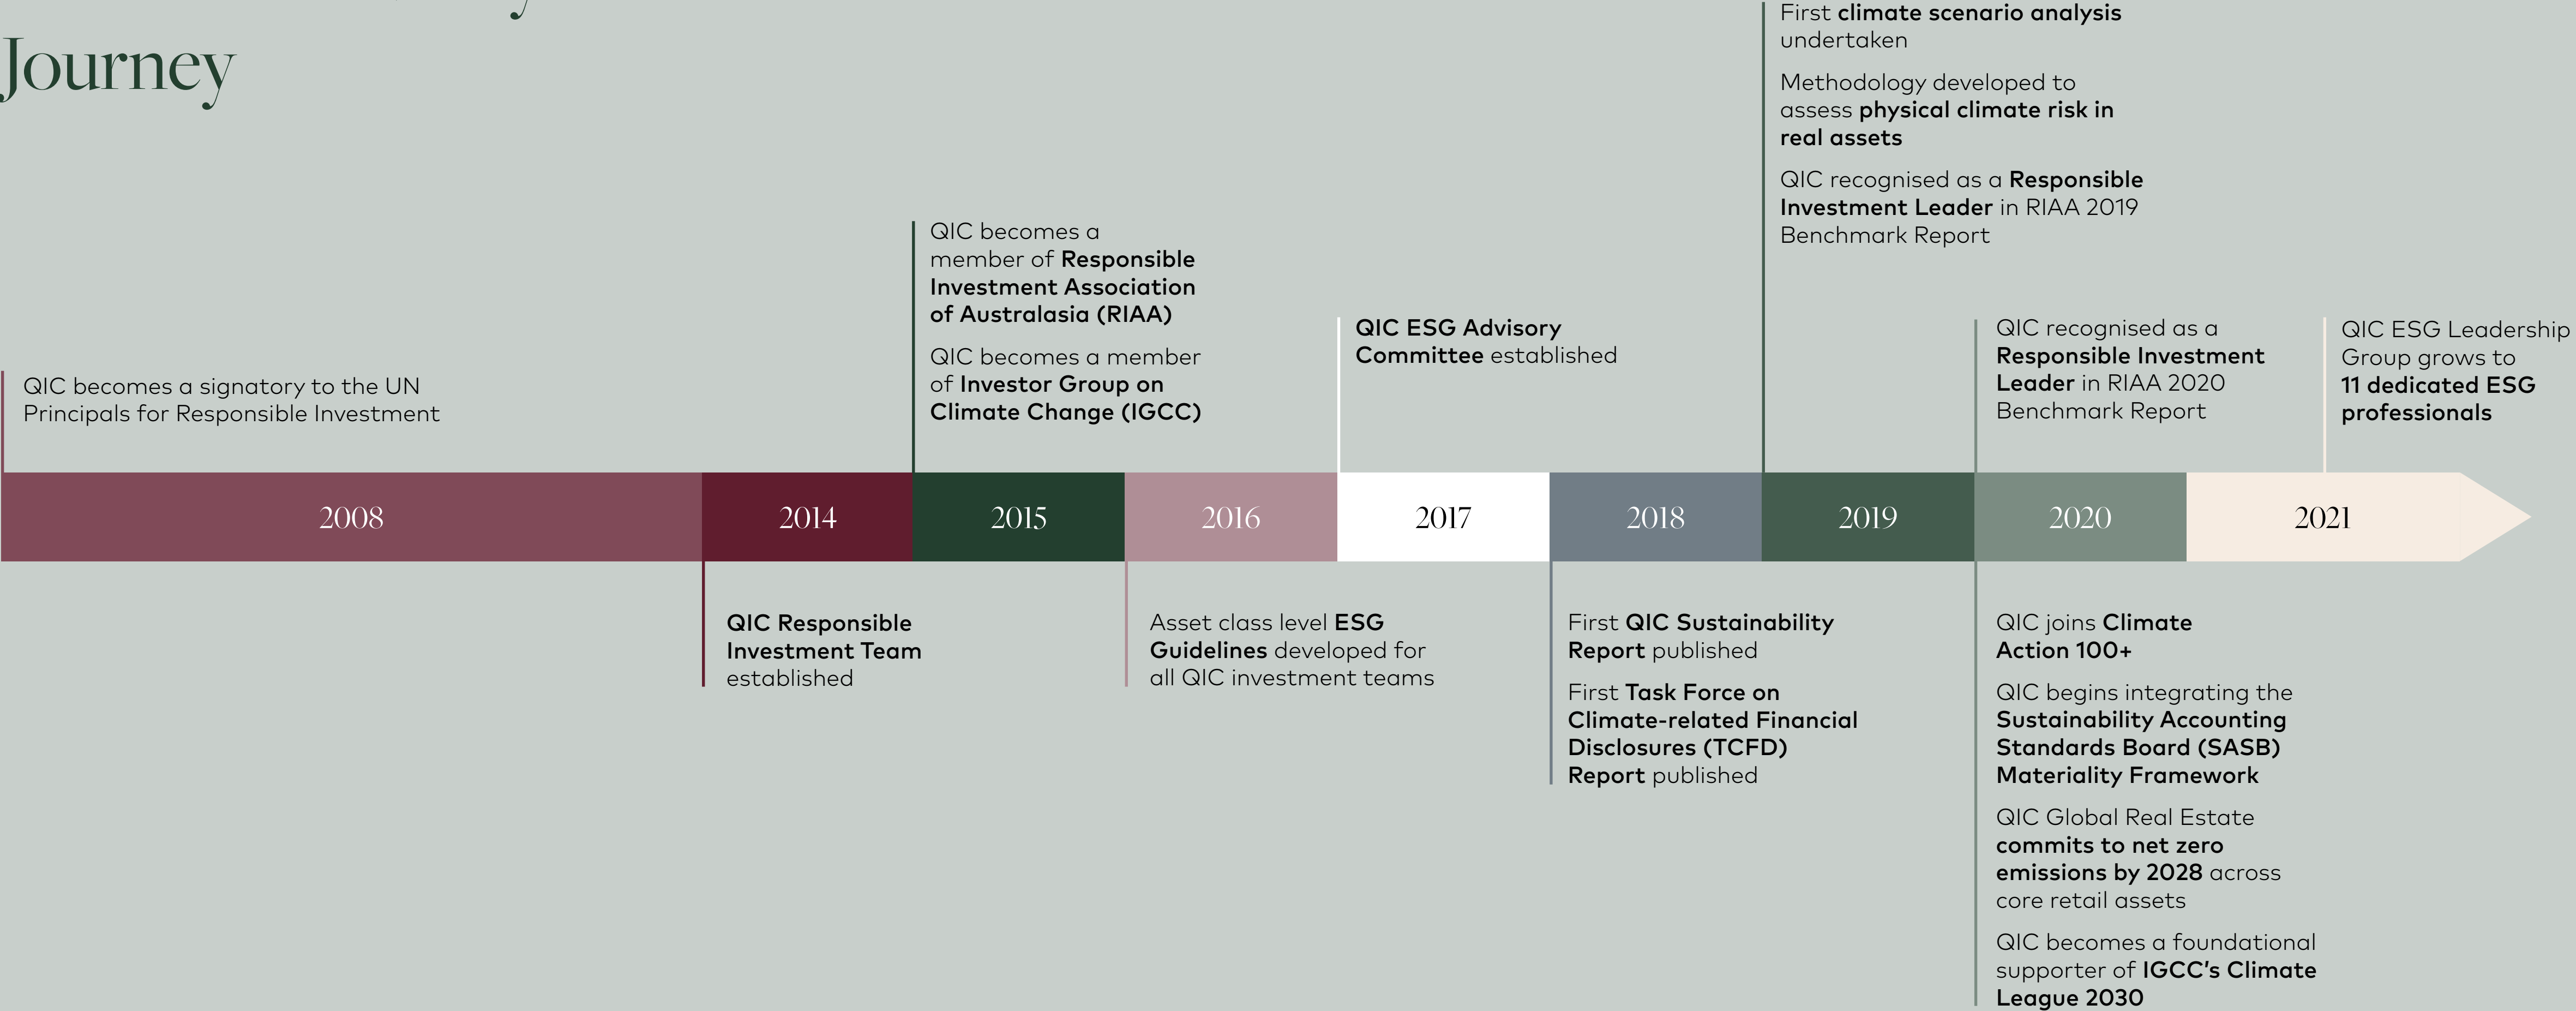 Journey
First climate scenario analysis
undertaken
Methodology developed to
assess physical climate risk in
real assets
QIC recognised as a Responsible
Investment Leader in RIAA 2019
Benchmark Report
QIC becomes a
member of Responsible
Investment Association
of Australasia (RIAA)
QIC becomes a member
of Investor Group on
Climate Change (IGCC)
QIC ESG Advisory
Committee established
QIC recognised as a
Responsible Investment
Leader in RIAA 2020
Benchmark Report
QIC ESG Leadership
Group grows to
11 dedicated ESG
professionals
QIC becomes a signatory to the UN
Principals for Responsible Investment
2008
2014
2015
2016
2017
2018
2019
2020
2021
QIC Responsible
Investment Team
established
Asset class level ESG
Guidelines developed for
all QIC investment teams
First QIC Sustainability
Report published
First Task Force on
Climate-related Financial
Disclosures (TCFD)
Report published
QIC joins Climate
Action 100+
QIC begins integrating the
Sustainability Accounting
Standards Board (SASB)
Materiality Framework
QIC Global Real Estate
commits to net zero
emissions by 2028 across
core retail assets
QIC becomes a foundational
supporter of IGCC's Climate
League 2030